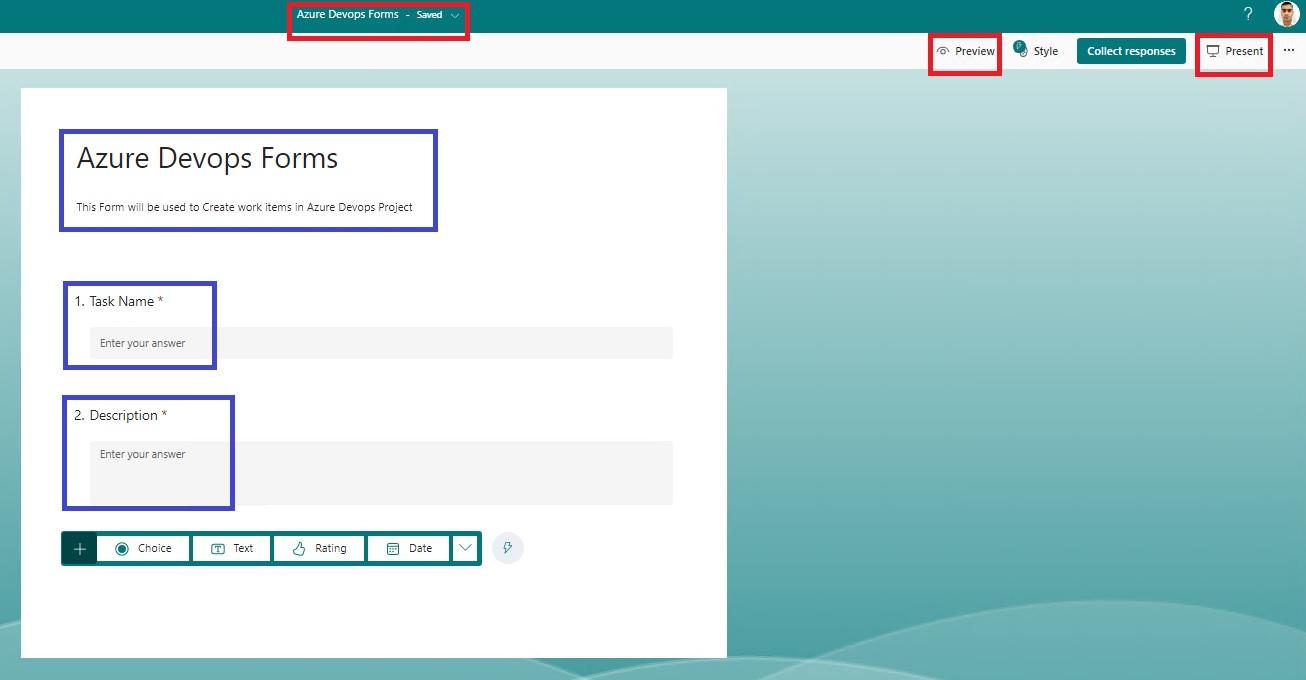 Azure Devops Forms - Saved
?
Preview Style Collect responses Present ...
Azure Devops Forms
This Form will be used to Create work items in Azure Devops Project
1. Task Name *
Enter your answer
2. Description *
Enter your answer
+ Choice Text Rating Date